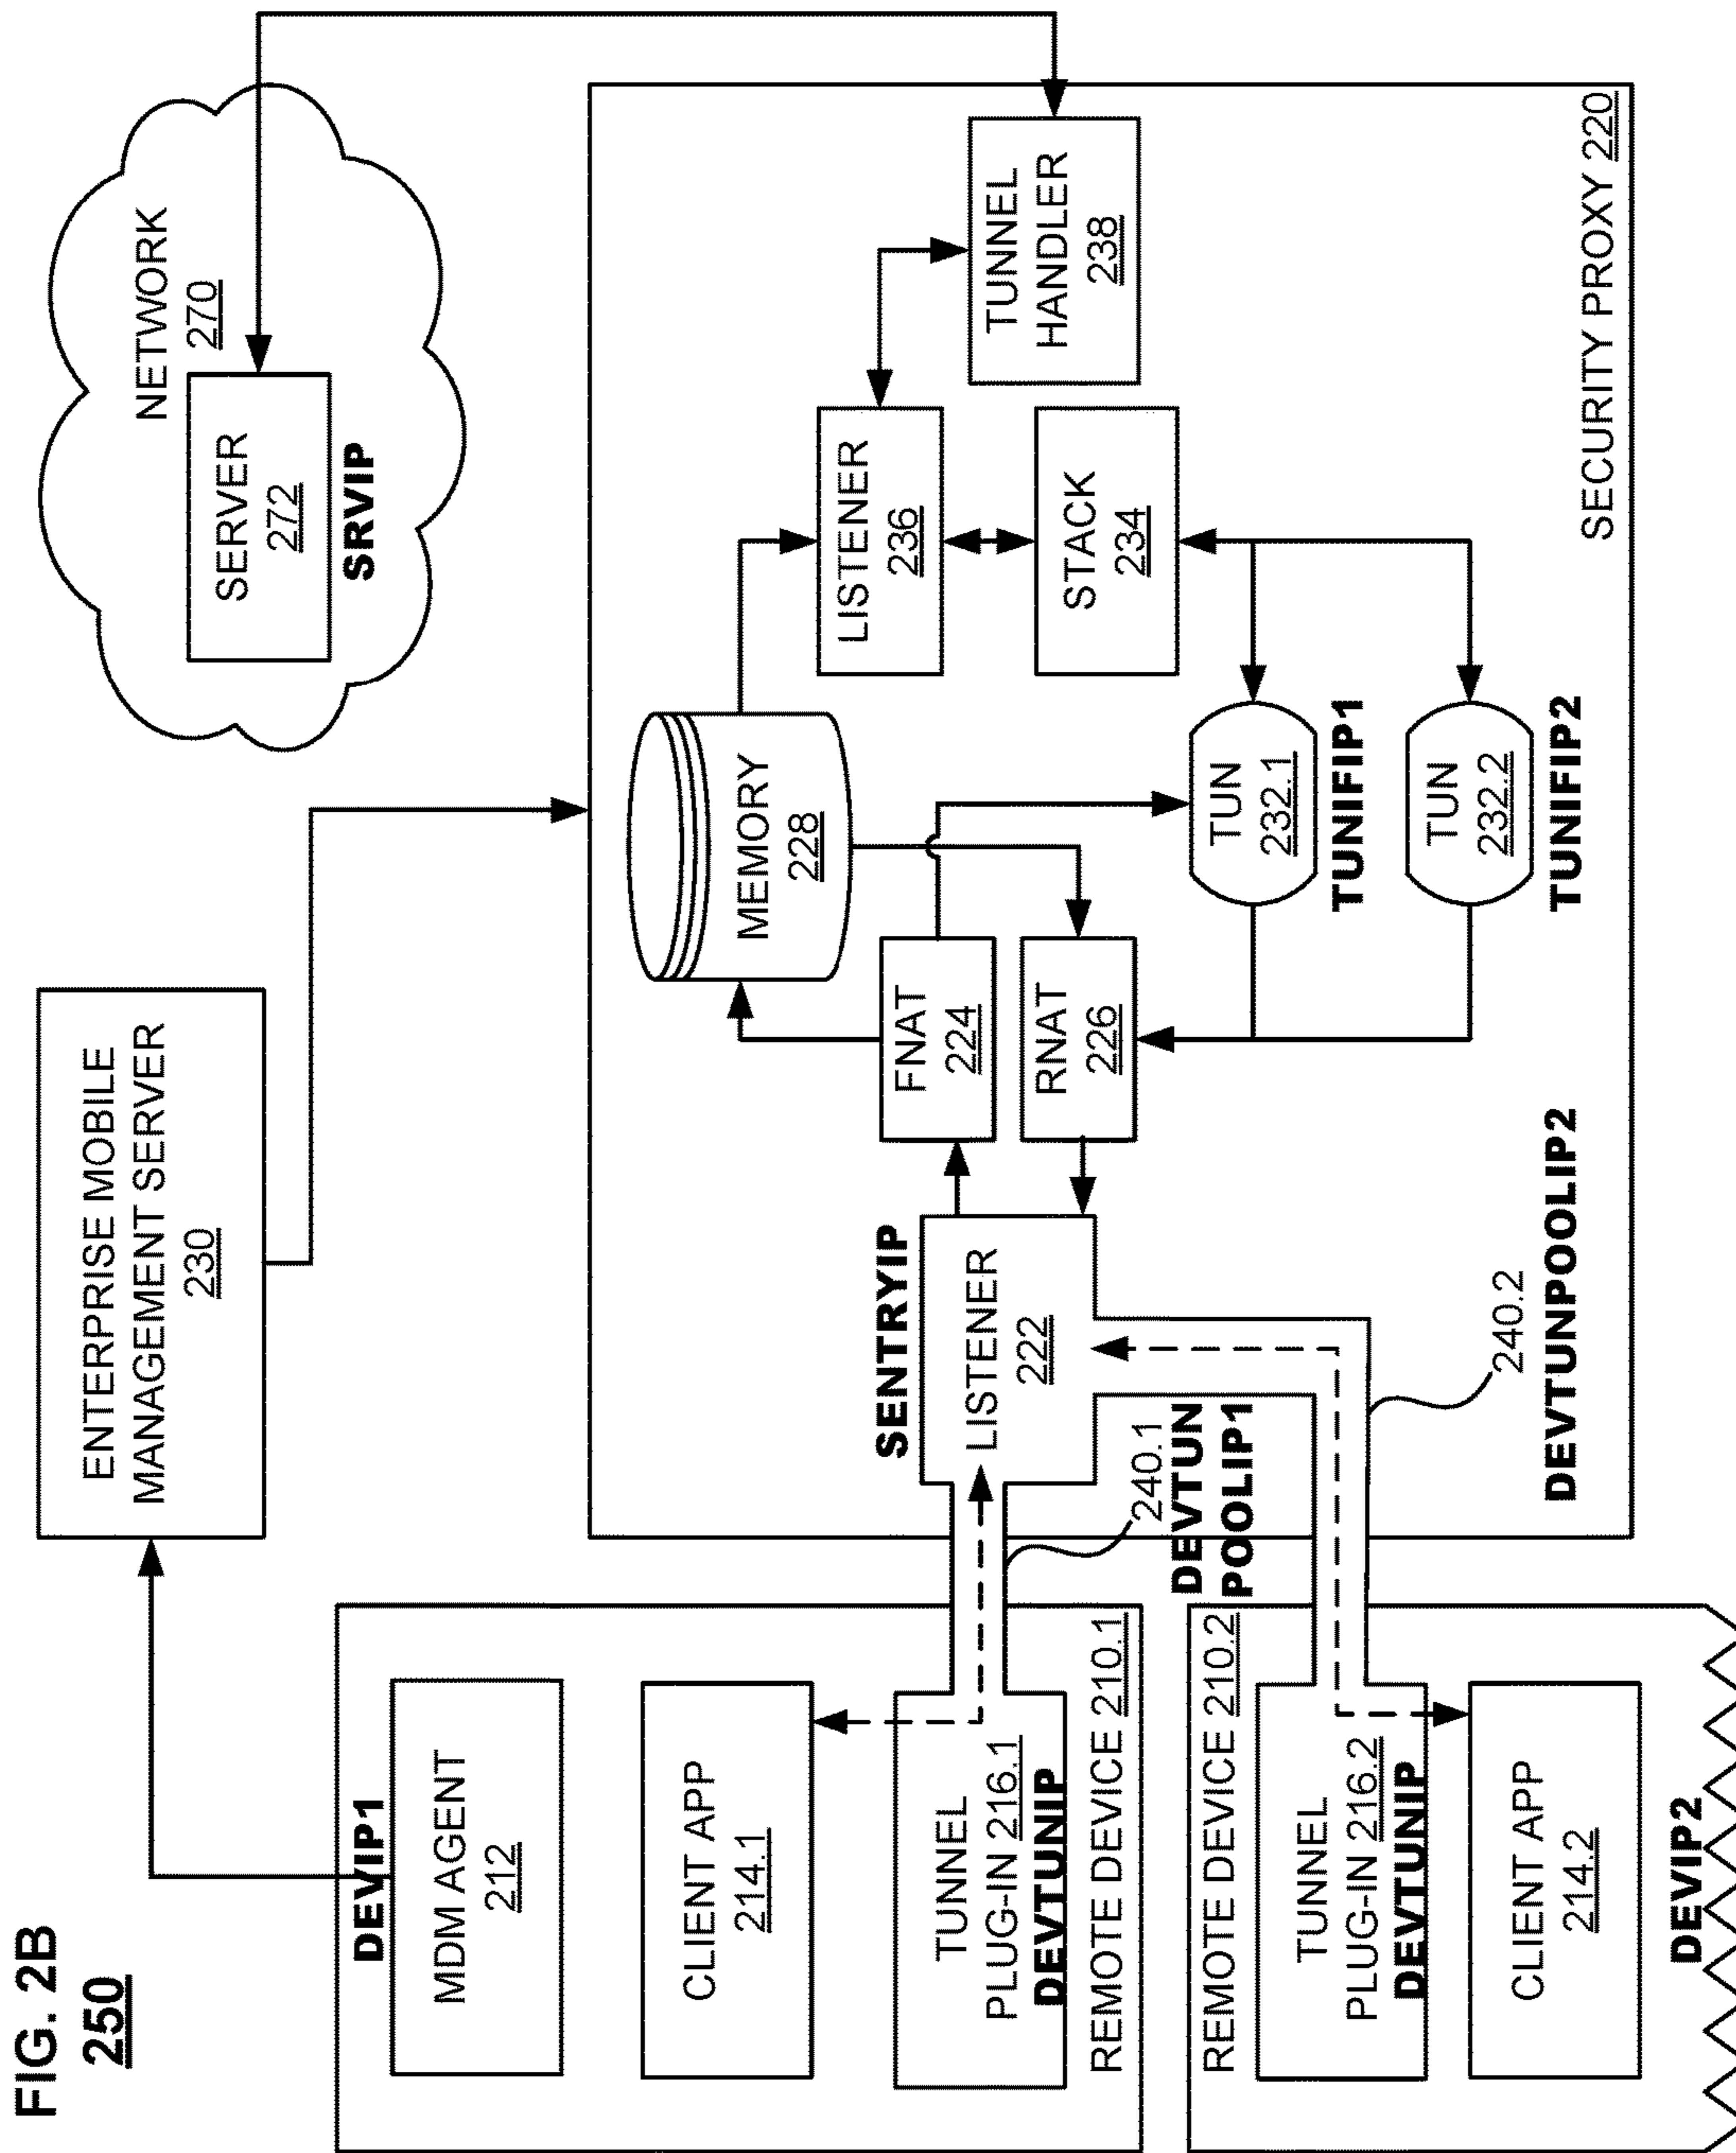 FIG. 2B
250
ENTERPRISE MOBILE
MANAGEMENT SERVER
230
NETWORK
270
SERVER
272
SRVIP
DEVIP1
MDM AGENT
212
CLIENT APP
214.1
TUNNEL
PLUG-IN 216.1
DEVTUNIP
REMOTE DEVICE 210.1
REMOTE DEVICE 210.2
TUNNEL
PLUG-IN 216.2
DEVTUNIP
CLIENT APP
214.2
DEVIP2
SENTRYIP
LISTENER
222
240.1
DEVTUN
POOLIP1
240.2
DEVTUNPOOLIP2
FNAT
224
RNAT
226
MEMORY
228
TUN
232.1
TUNIFIP1
TUN
232.2
TUNIFIP2
LISTENER
236
STACK
234
TUNNEL
HANDLER
238
SECURITY PROXY 220